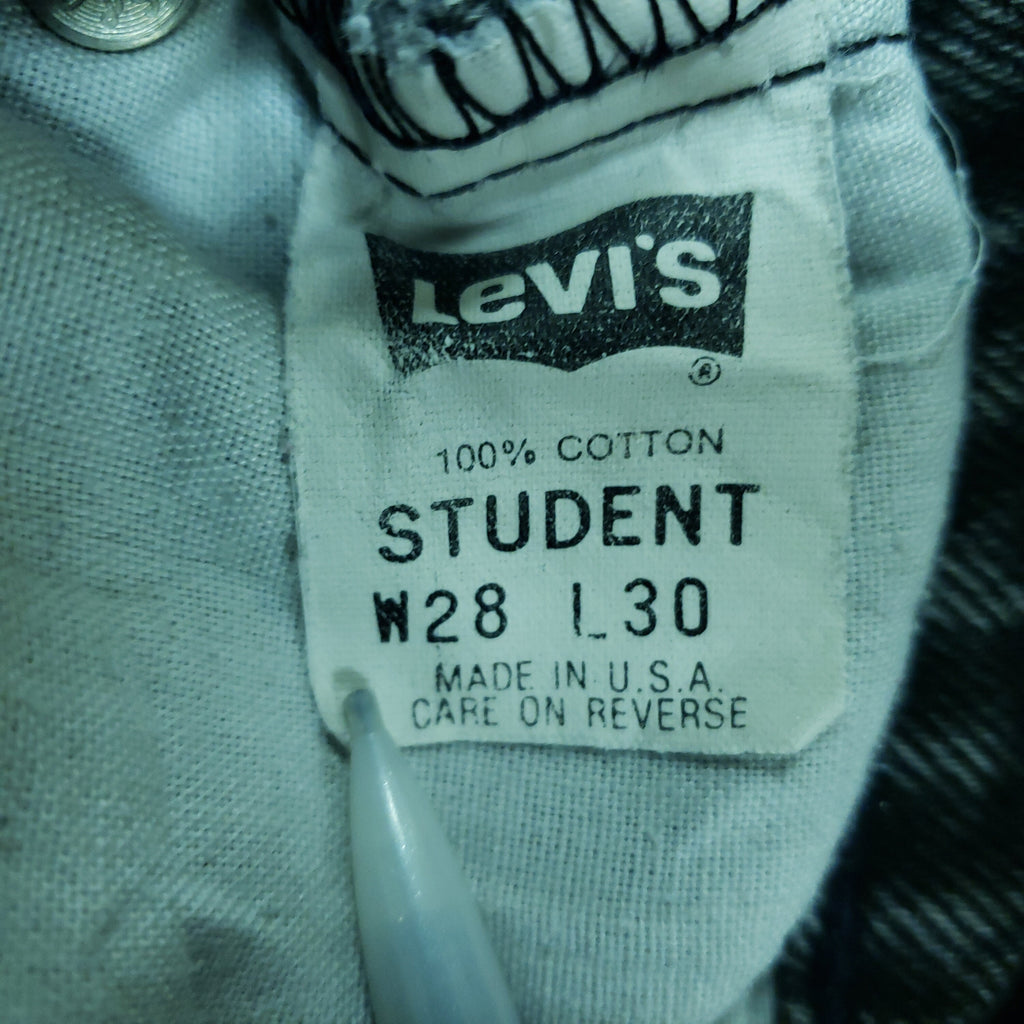 LeVI'S
®
100% COTTON
STUDENT
W28 L30
MADE IN U.S.A.
CARE ON REVERSE